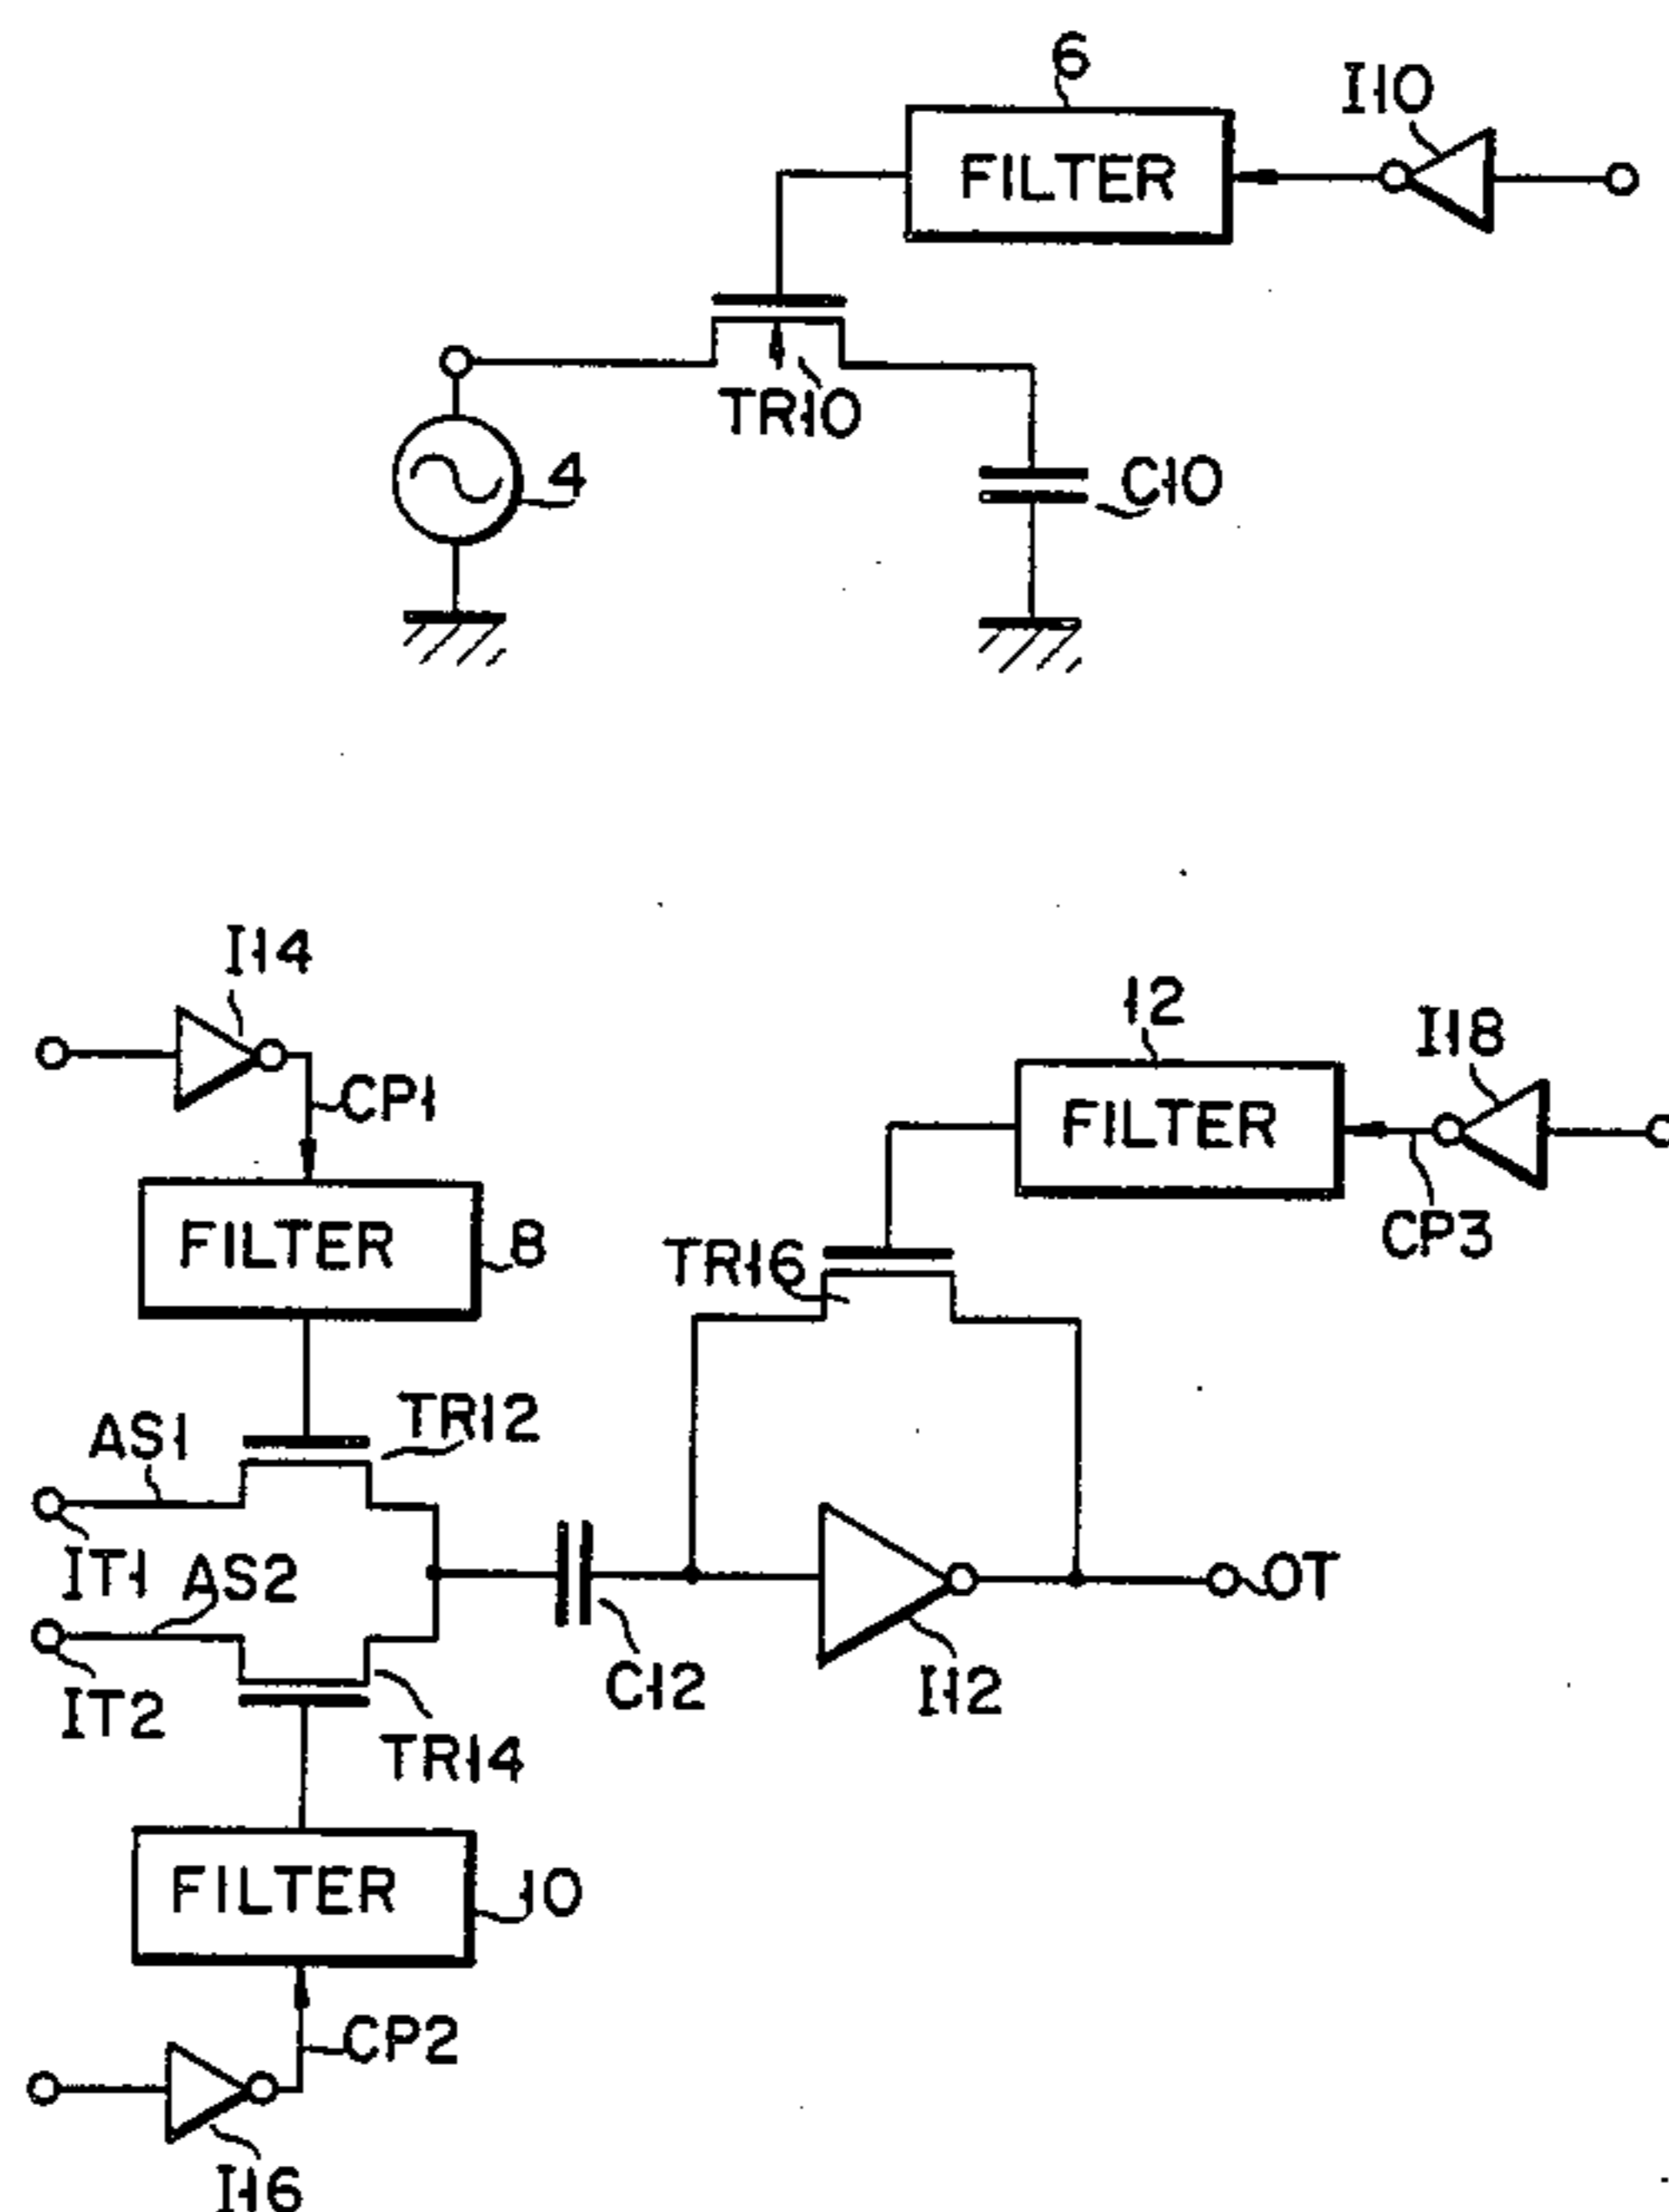 6
I10
FILTER
TR10
4
C10
I14
12
I18
CP1
FILTER
CP3
FILTER
8
TR16
TR12
AS1
IT1
AS2
OT
IT2
C12
I12
TR14
FILTER
10
CP2
I16